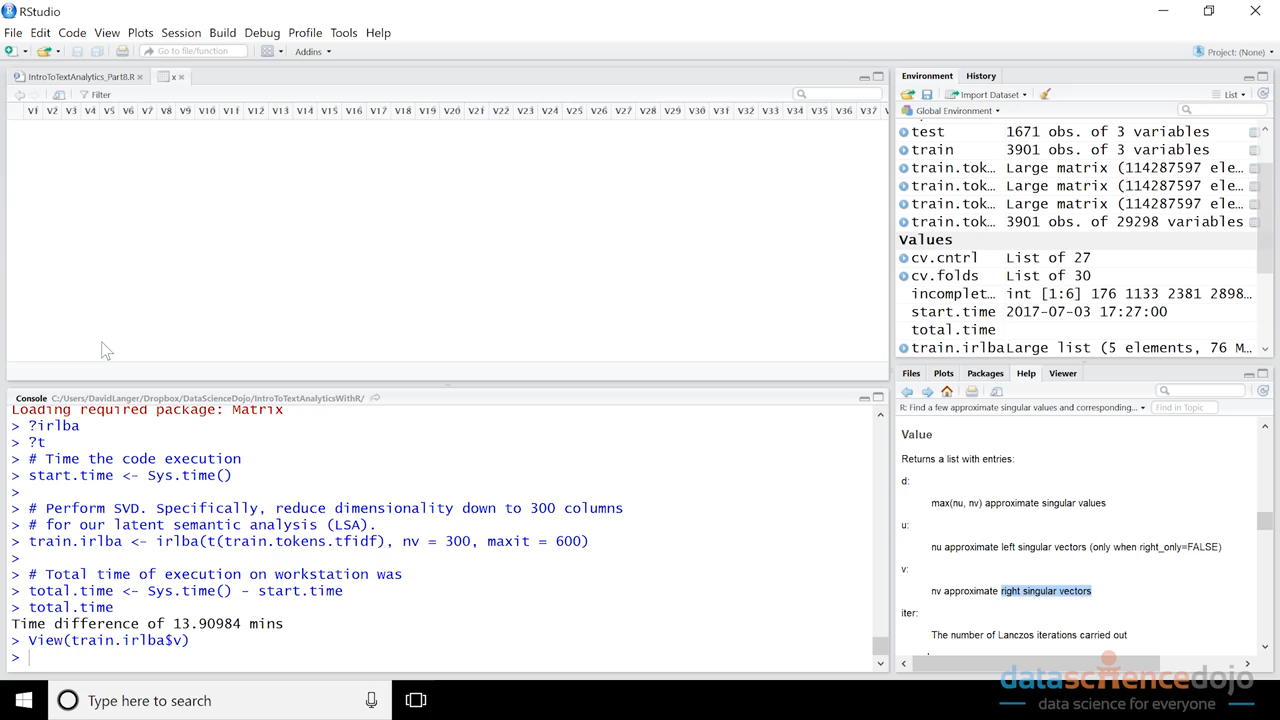 RStudio
File Edit Code View Plots Session Build Debug Profile Tools Help
Go to file/function Addins Project: (None)
IntroToTextAnalytics_Part8.R x
Filter
V1 V2 V3 V4 V5 V6 V7 V8 V9 V10 V11 V12 V13 V14 V15 V16 V17 V18 V19 V20 V21 V22 V23 V24 V25 V26 V27 V28 V29 V30 V31 V32 V33 V34 V35 V36 V37
Console C:/Users/DavidLanger/Dropbox/DataScienceDojo/IntroToTextAnalyticsWithR/
Loading required package: Matrix
> ?irlba
> ?t
> # Time the code execution
> start.time <- Sys.time()
>
> # Perform SVD. Specifically, reduce dimensionality down to 300 columns
> # for our latent semantic analysis (LSA).
> train.irlba <- irlba(t(train.tokens.tfidf), nv = 300, maxit = 600)
>
> # Total time of execution on workstation was
> total.time <- Sys.time() - start.time
> total.time
Time difference of 13.90984 mins
> View(train.irlba$v)
>
Environment History
Import Dataset List
Global Environment
test 1671 obs. of 3 variables
train 3901 obs. of 3 variables
train.tok… Large matrix (114287597 ele…
train.tok… Large matrix (114287597 ele…
train.tok… Large matrix (114287597 ele…
train.tok… 3901 obs. of 29298 variables
Values
cv.cntrl List of 27
cv.folds List of 30
incomplet… int [1:6] 176 1133 2381 2898…
start.time 2017-07-03 17:27:00
total.time
train.irlba Large list (5 elements, 76 M…
Files Plots Packages Help Viewer
R: Find a few approximate singular values and corresponding... Find in Topic
Value
Returns a list with entries:
d:
max(nu, nv) approximate singular values
u:
nu approximate left singular vectors (only when right_only=FALSE)
v:
nv approximate right singular vectors
iter:
The number of Lanczos iterations carried out
datasciencedojo
data science for everyone
Type here to search